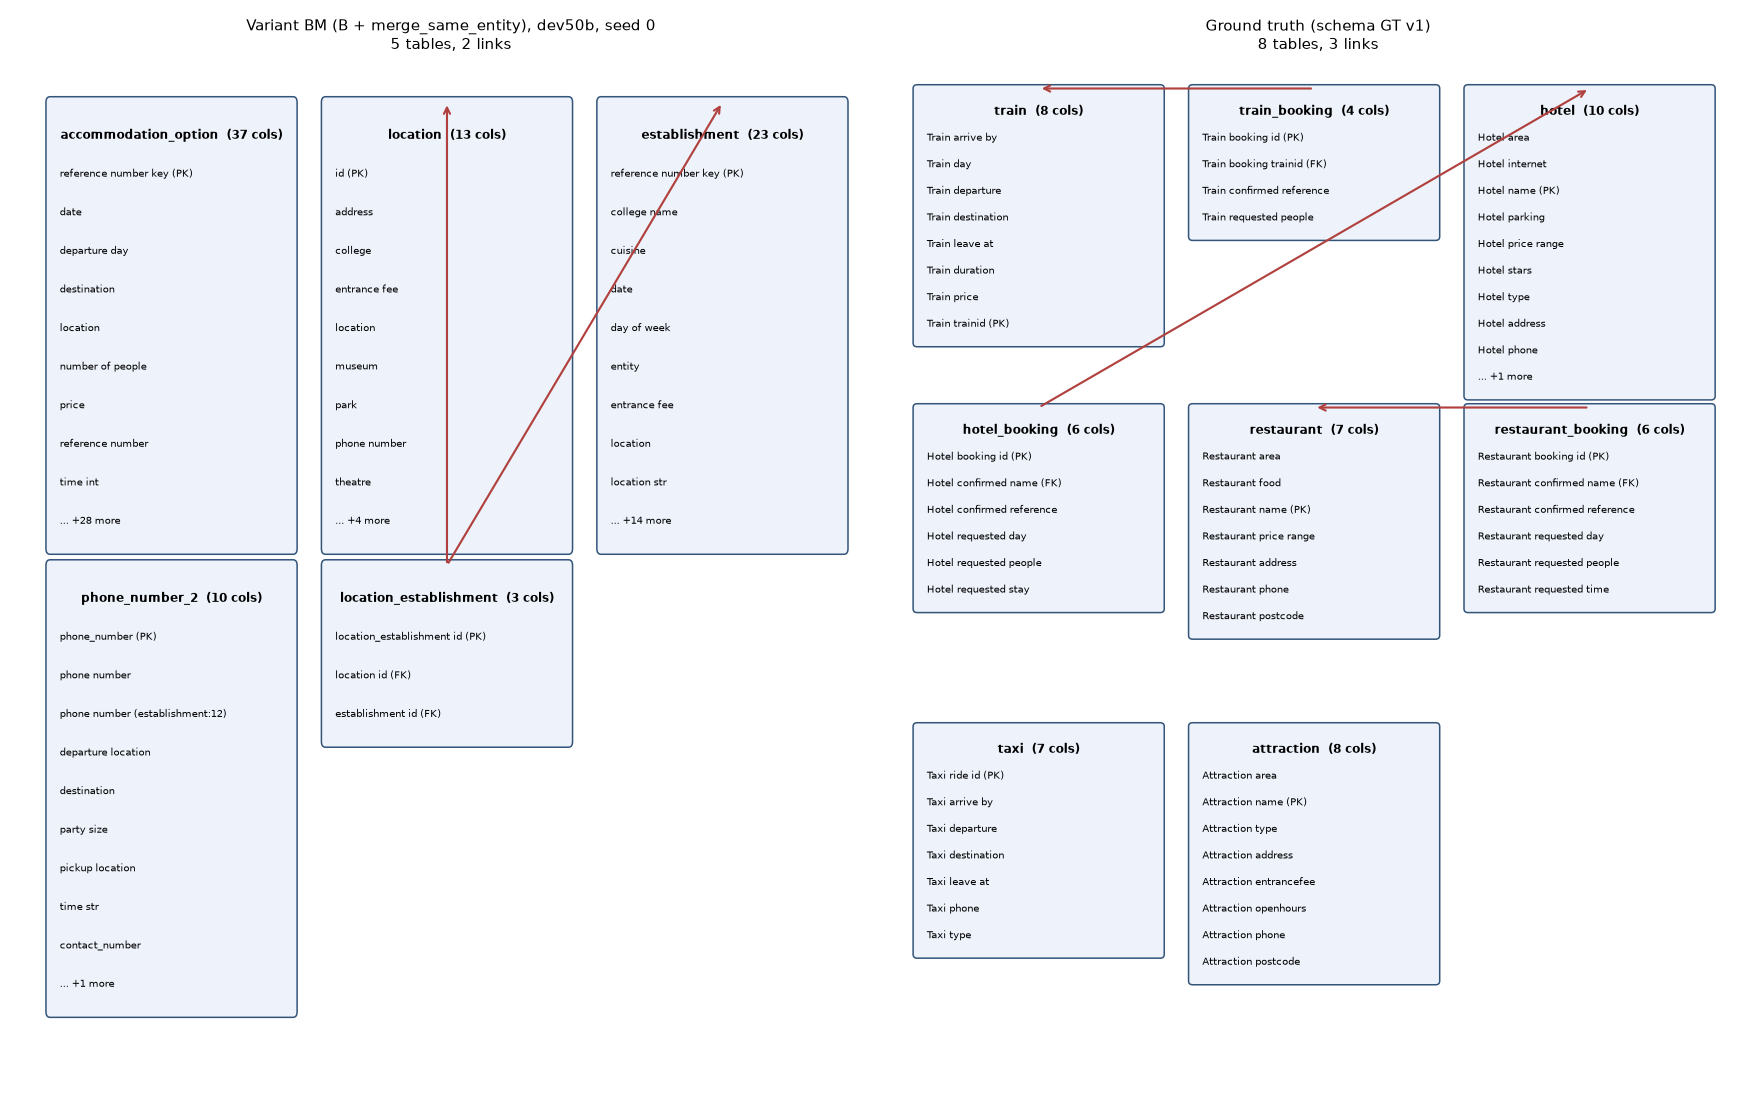 Variant BM (B + merge_same_entity), dev50b, seed 0
5 tables, 2 links
accommodation_option (37 cols)
reference number key (PK)
date
departure day
destination
location
number of people
price
reference number
time int
... +28 more
location (13 cols)
id (PK)
address
college
entrance fee
location
museum
park
phone number
theatre
... +4 more
establishment (23 cols)
reference number key (PK)
college name
cuisine
date
day of week
entity
entrance fee
location
location str
... +14 more
phone_number_2 (10 cols)
phone_number (PK)
phone number
phone number (establishment:12)
departure location
destination
party size
pickup location
time str
contact_number
... +1 more
location_establishment (3 cols)
location_establishment id (PK)
location id (FK)
establishment id (FK)
Ground truth (schema GT v1)
8 tables, 3 links
train (8 cols)
Train arrive by
Train day
Train departure
Train destination
Train leave at
Train duration
Train price
Train trainid (PK)
train_booking (4 cols)
Train booking id (PK)
Train booking trainid (FK)
Train confirmed reference
Train requested people
hotel (10 cols)
Hotel area
Hotel internet
Hotel name (PK)
Hotel parking
Hotel price range
Hotel stars
Hotel type
Hotel address
Hotel phone
... +1 more
hotel_booking (6 cols)
Hotel booking id (PK)
Hotel confirmed name (FK)
Hotel confirmed reference
Hotel requested day
Hotel requested people
Hotel requested stay
restaurant (7 cols)
Restaurant area
Restaurant food
Restaurant name (PK)
Restaurant price range
Restaurant address
Restaurant phone
Restaurant postcode
restaurant_booking (6 cols)
Restaurant booking id (PK)
Restaurant confirmed name (FK)
Restaurant confirmed reference
Restaurant requested day
Restaurant requested people
Restaurant requested time
taxi (7 cols)
Taxi ride id (PK)
Taxi arrive by
Taxi departure
Taxi destination
Taxi leave at
Taxi phone
Taxi type
attraction (8 cols)
Attraction area
Attraction name (PK)
Attraction type
Attraction address
Attraction entrancefee
Attraction openhours
Attraction phone
Attraction postcode